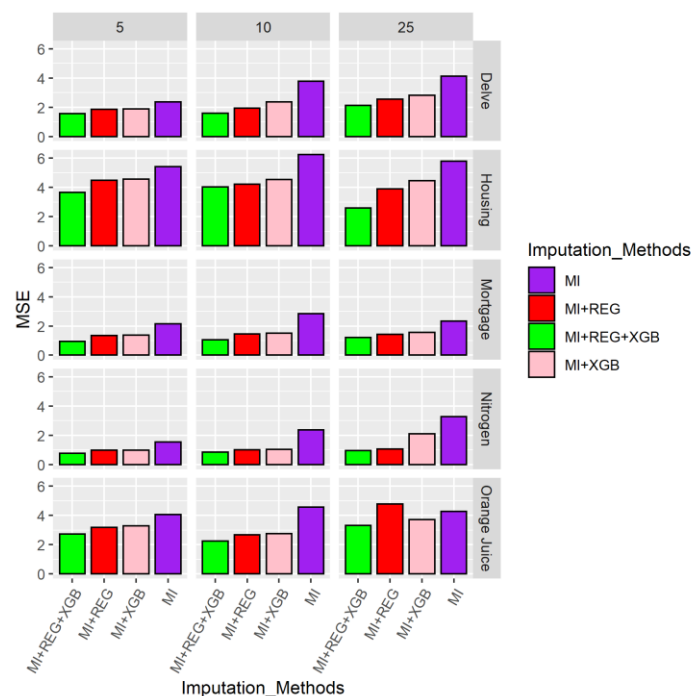 5
10
25
6
4
2
0
Delve
6
4
2
0
Housing
6
4
2
0
Mortgage
6
4
2
0
Nitrogen
6
4
2
0
Orange Juice
MSE
MI+REG+XGB
MI+REG
MI+XGB
MI
MI+REG+XGB
MI+REG
MI+XGB
MI
MI+REG+XGB
MI+REG
MI+XGB
MI
Imputation_Methods
Imputation_Methods
MI
MI+REG
MI+REG+XGB
MI+XGB